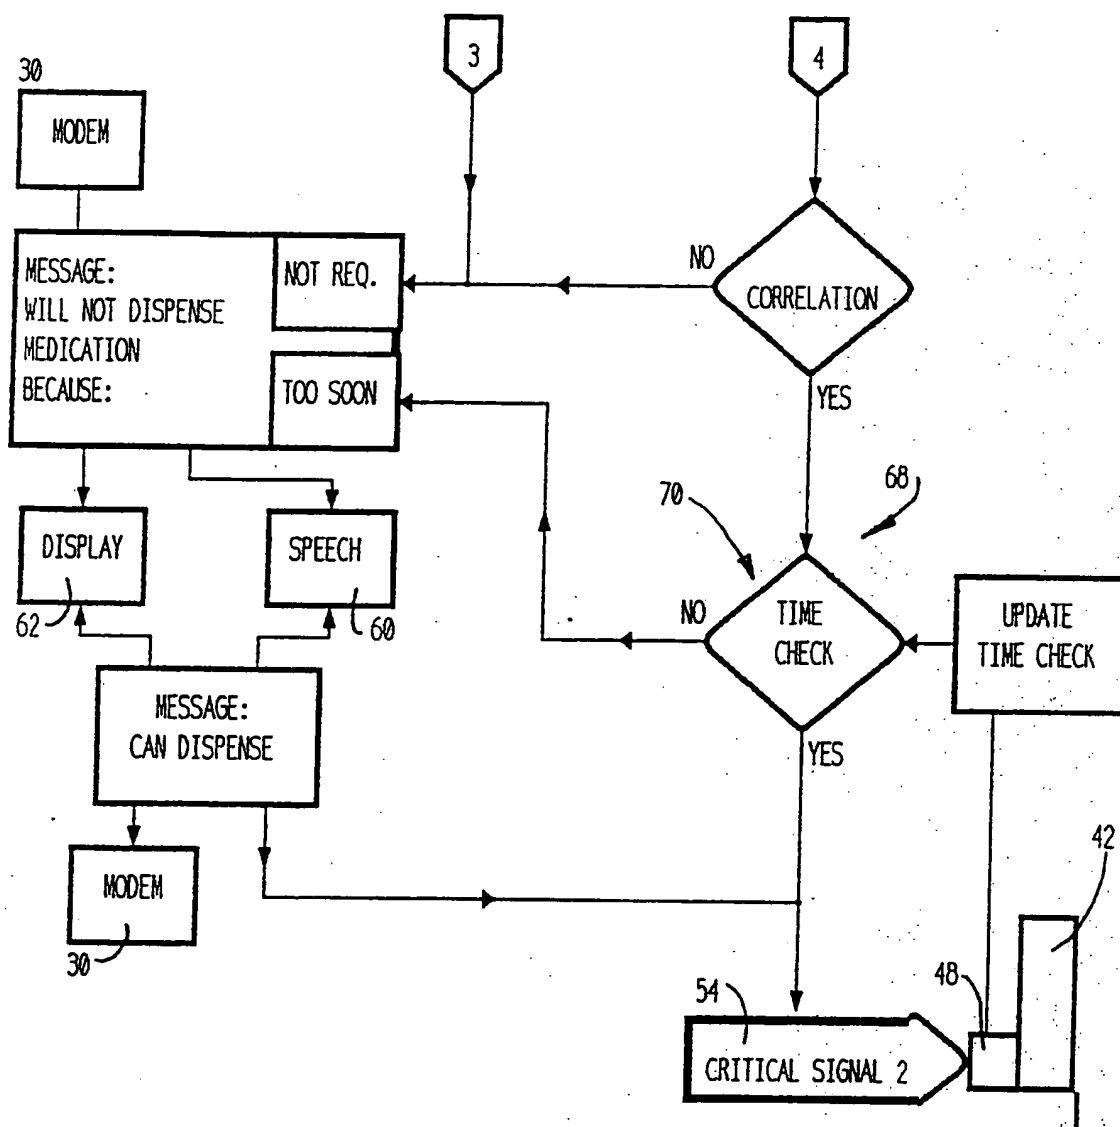 3
4
30
MODEM
MESSAGE:
WILL NOT DISPENSE
MEDICATION
BECAUSE:
NOT REQ.
TOO SOON
NO
CORRELATION
YES
70
68
DISPLAY
62
SPEECH
60
NO
TIME
CHECK
UPDATE
TIME CHECK
YES
MESSAGE:
CAN DISPENSE
MODEM
30
42
48
54
CRITICAL SIGNAL 2